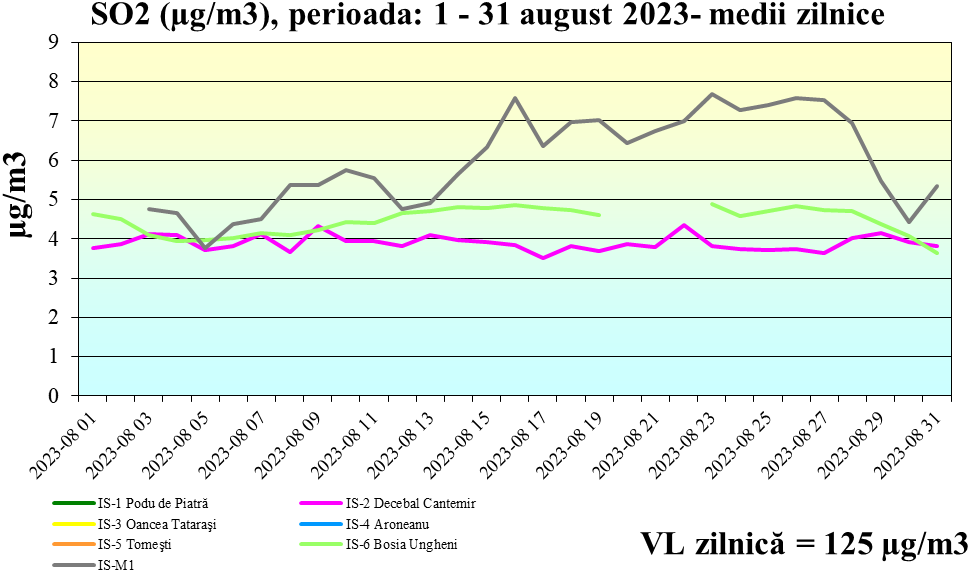 SO2 (µg/m3), perioada: 1 - 31 august 2023- medii zilnice
9
8
7
6
5
4
3
2
1
0
µg/m3
2023-08 01
2023-08 03
2023-08 05
2023-08 07
2023-08 09
2023-08 11
2023-08 13
2023-08 15
2023-08 17
2023-08 19
2023-08 21
2023-08 23
2023-08 25
2023-08 27
2023-08 29
2023-08 31
IS-1 Podu de Piatră
IS-2 Decebal Cantemir
IS-3 Oancea Tataraşi
IS-4 Aroneanu
IS-5 Tomeşti
IS-6 Bosia Ungheni
IS-M1
VL zilnică = 125 µg/m3